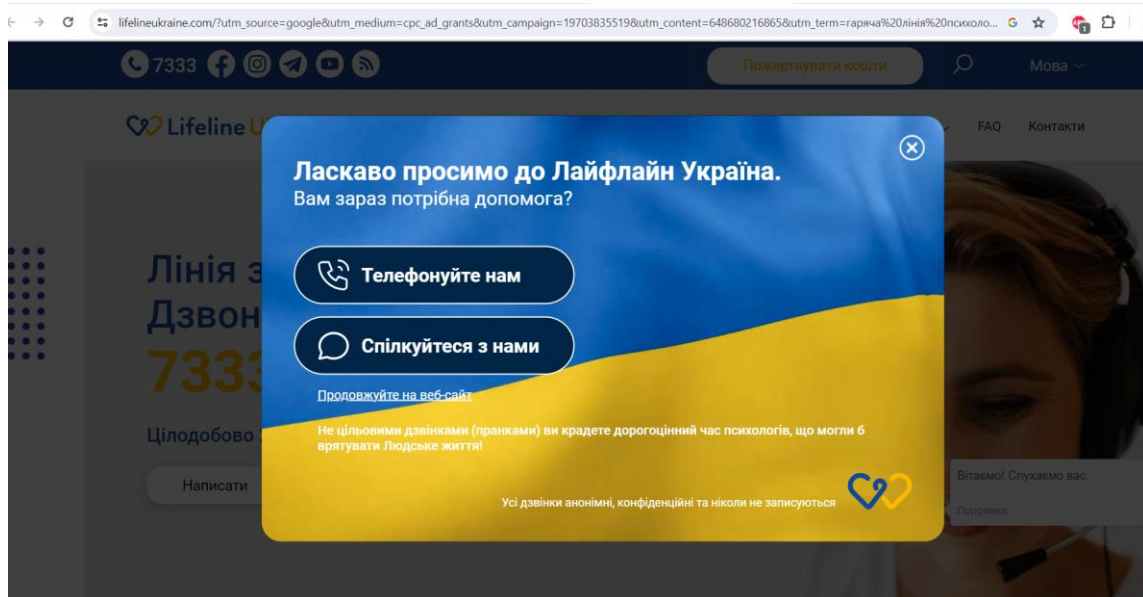 lifelineukraine.com/?utm_source=google&utm_medium=cpc_ad_grants&utm_campaign=19703835519&utm_content=648680216865&utm_term=гаряча%20лінія%20психоло...
7333
Пожертвувати кошти
Мова
Lifeline U
FAQ Контакти
Ласкаво просимо до Лайфлайн Україна.
Вам зараз потрібна допомога?
Лінія з
Телефонуйте нам
Дзвон
Спілкуйтеся з нами
7333
Продовжуйте на веб-сайт
Не цільовими дзвінками (пранками) ви крадете дорогоцінний час психологів, що могли б
врятувати Людське життя!
Цілодобово
Написати
Вітаємо! Слухаємо вас.
Усі дзвінки анонімні, конфіденційні та ніколи не записуються
Підтримка